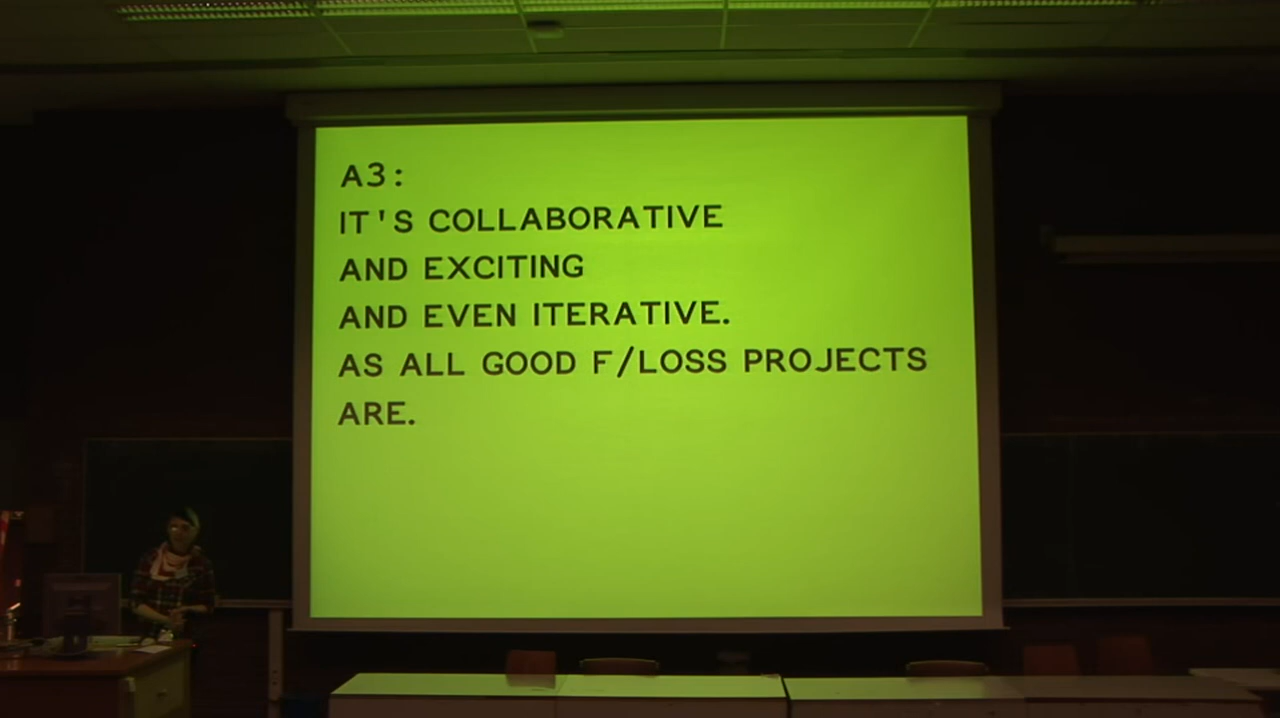 A3:
IT'S COLLABORATIVE
AND EXCITING
AND EVEN ITERATIVE.
AS ALL GOOD F/LOSS PROJECTS
ARE.